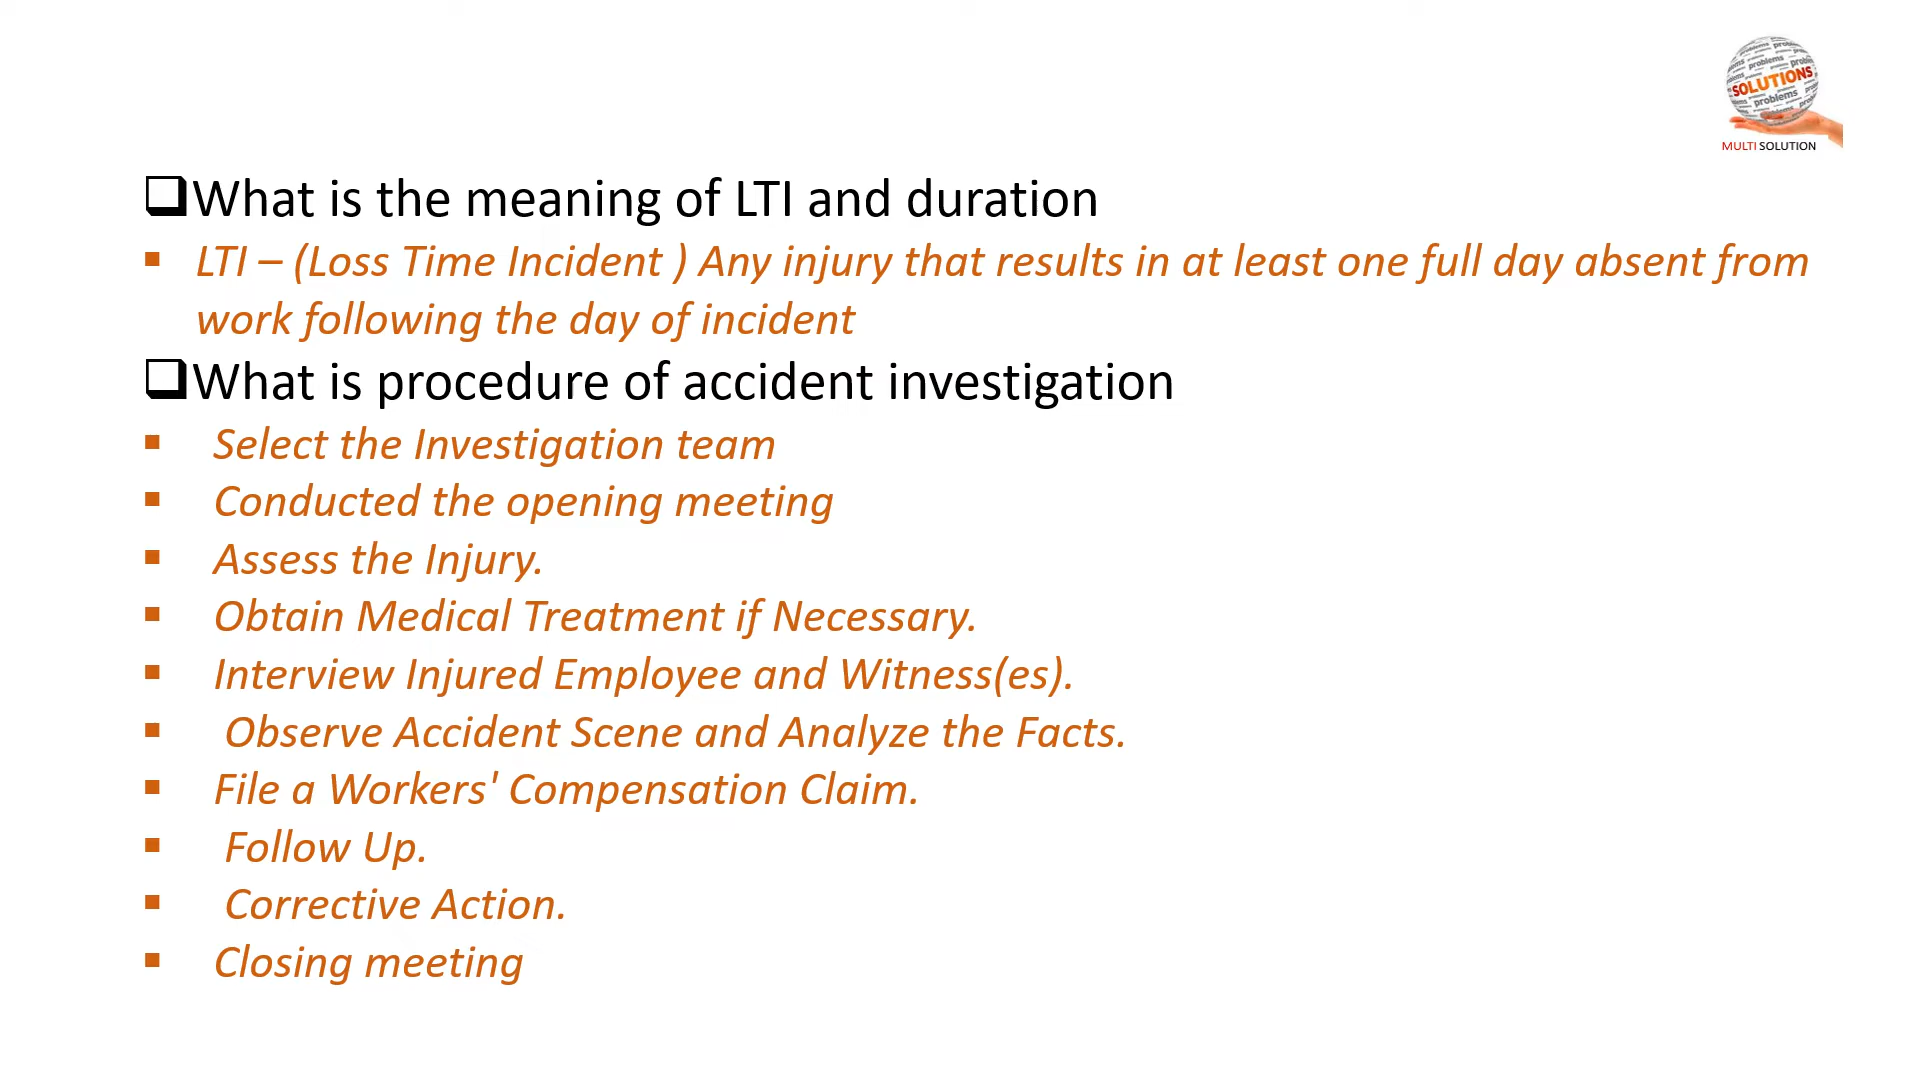 SOLUTIONS
problems
MULTI SOLUTION
❑What is the meaning of LTI and duration
▪ LTI – (Loss Time Incident ) Any injury that results in at least one full day absent from
work following the day of incident
❑What is procedure of accident investigation
▪ Select the Investigation team
▪ Conducted the opening meeting
▪ Assess the Injury.
▪ Obtain Medical Treatment if Necessary.
▪ Interview Injured Employee and Witness(es).
▪ Observe Accident Scene and Analyze the Facts.
▪ File a Workers' Compensation Claim.
▪ Follow Up.
▪ Corrective Action.
▪ Closing meeting